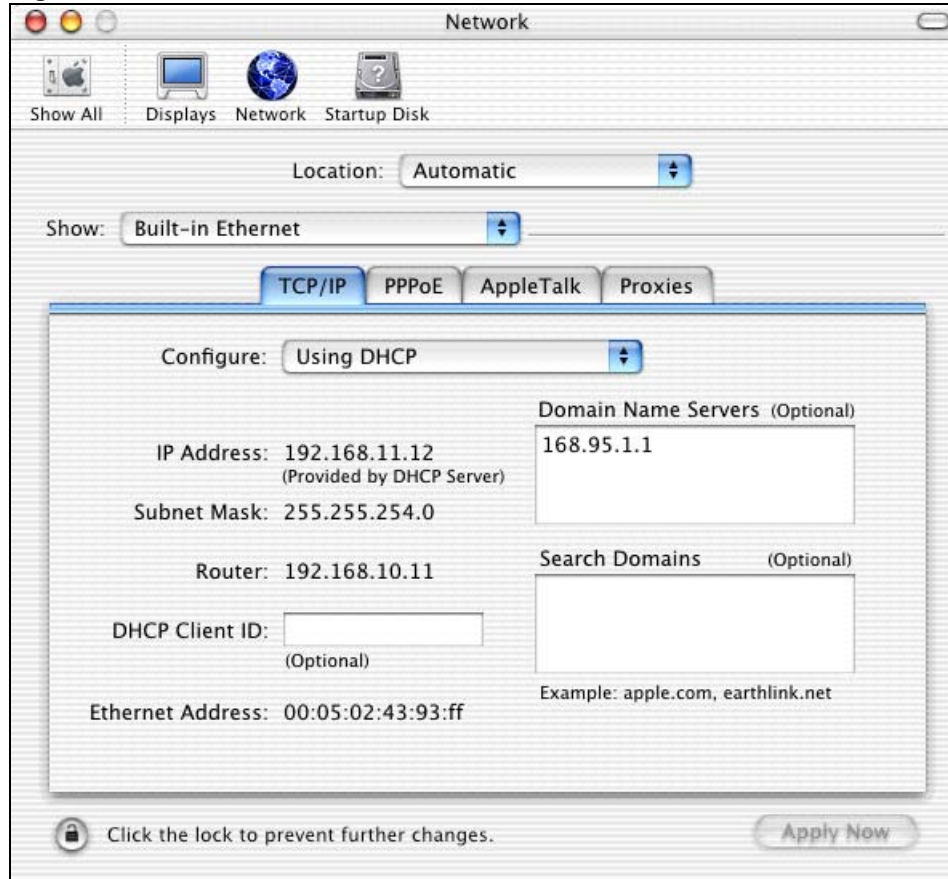 Network
Show All Displays Network Startup Disk
Location: Automatic
Show: Built-in Ethernet
TCP/IP PPPoE AppleTalk Proxies
Configure: Using DHCP
Domain Name Servers (Optional)
168.95.1.1
IP Address: 192.168.11.12
(Provided by DHCP Server)
Subnet Mask: 255.255.254.0
Router: 192.168.10.11
Search Domains (Optional)
DHCP Client ID:
(Optional)
Example: apple.com, earthlink.net
Ethernet Address: 00:05:02:43:93:ff
Click the lock to prevent further changes.
Apply Now